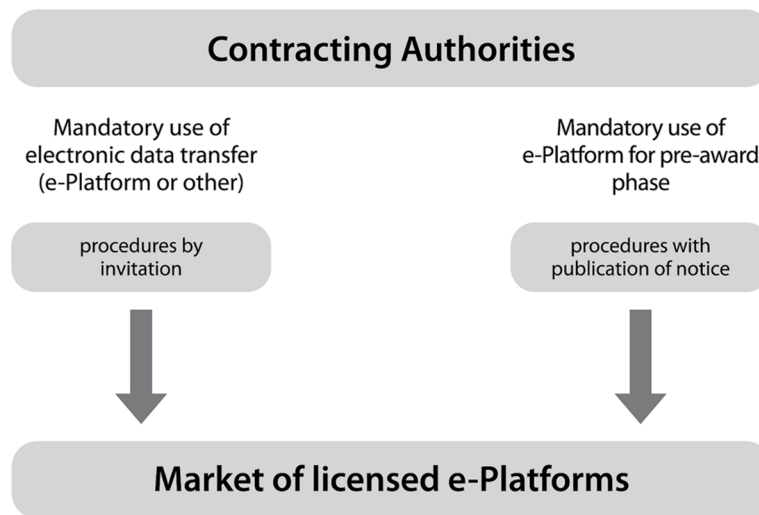 Contracting Authorities
Mandatory use of
electronic data transfer
(e-Platform or other)
Mandatory use of
e-Platform for pre-award
phase
procedures by
invitation
procedures with
publication of notice
Market of licensed e-Platforms